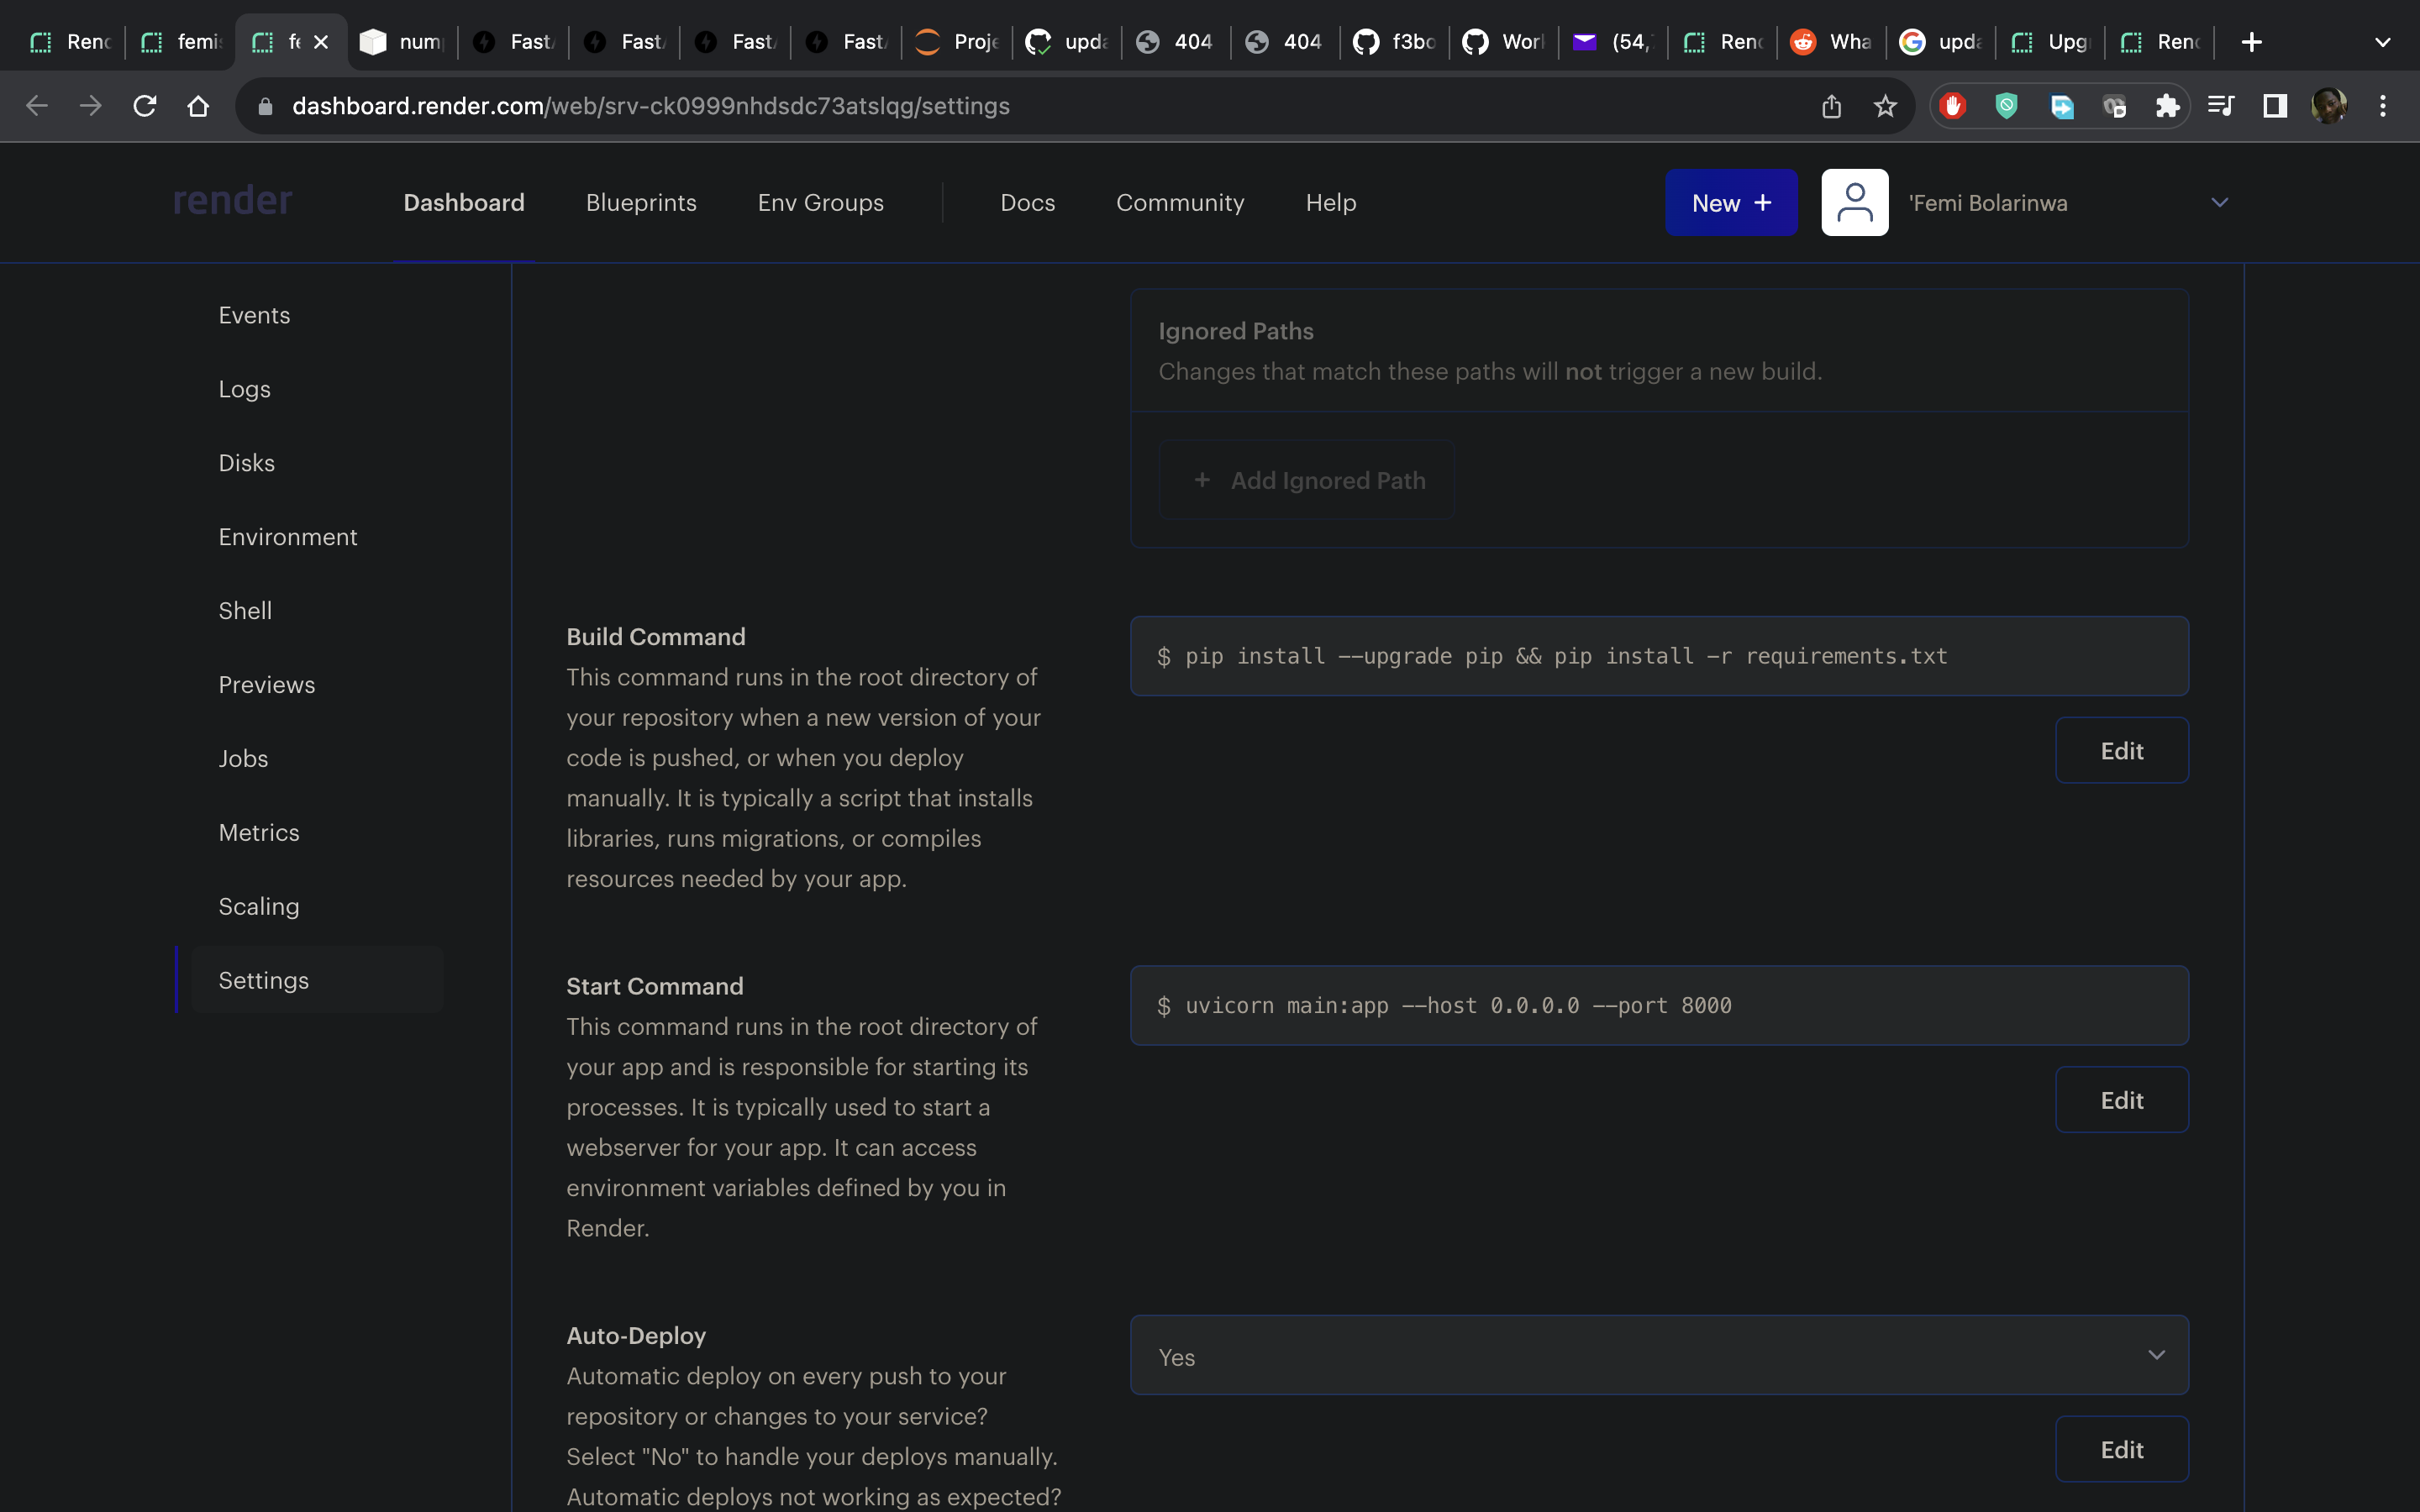 Rend
femis
fe
num
Fast
Fast
Fast
Fast
Proje
upda
404
404
f3bo
Work
(54,
Rend
Wha
upda
Upgr
Rend
dashboard.render.com/web/srv-ck0999nhdsdc73atslqg/settings
render
Dashboard
Blueprints
Env Groups
Docs
Community
Help
New +
'Femi Bolarinwa
Events
Logs
Disks
Environment
Shell
Previews
Jobs
Metrics
Scaling
Settings
Ignored Paths
Changes that match these paths will not trigger a new build.
+ Add Ignored Path
Build Command
This command runs in the root directory of
your repository when a new version of your
code is pushed, or when you deploy
manually. It is typically a script that installs
libraries, runs migrations, or compiles
resources needed by your app.
$ pip install --upgrade pip && pip install -r requirements.txt
Edit
Start Command
This command runs in the root directory of
your app and is responsible for starting its
processes. It is typically used to start a
webserver for your app. It can access
environment variables defined by you in
Render.
$ uvicorn main:app --host 0.0.0.0 --port 8000
Edit
Auto-Deploy
Automatic deploy on every push to your
repository or changes to your service?
Select "No" to handle your deploys manually.
Automatic deploys not working as expected?
Yes
Edit